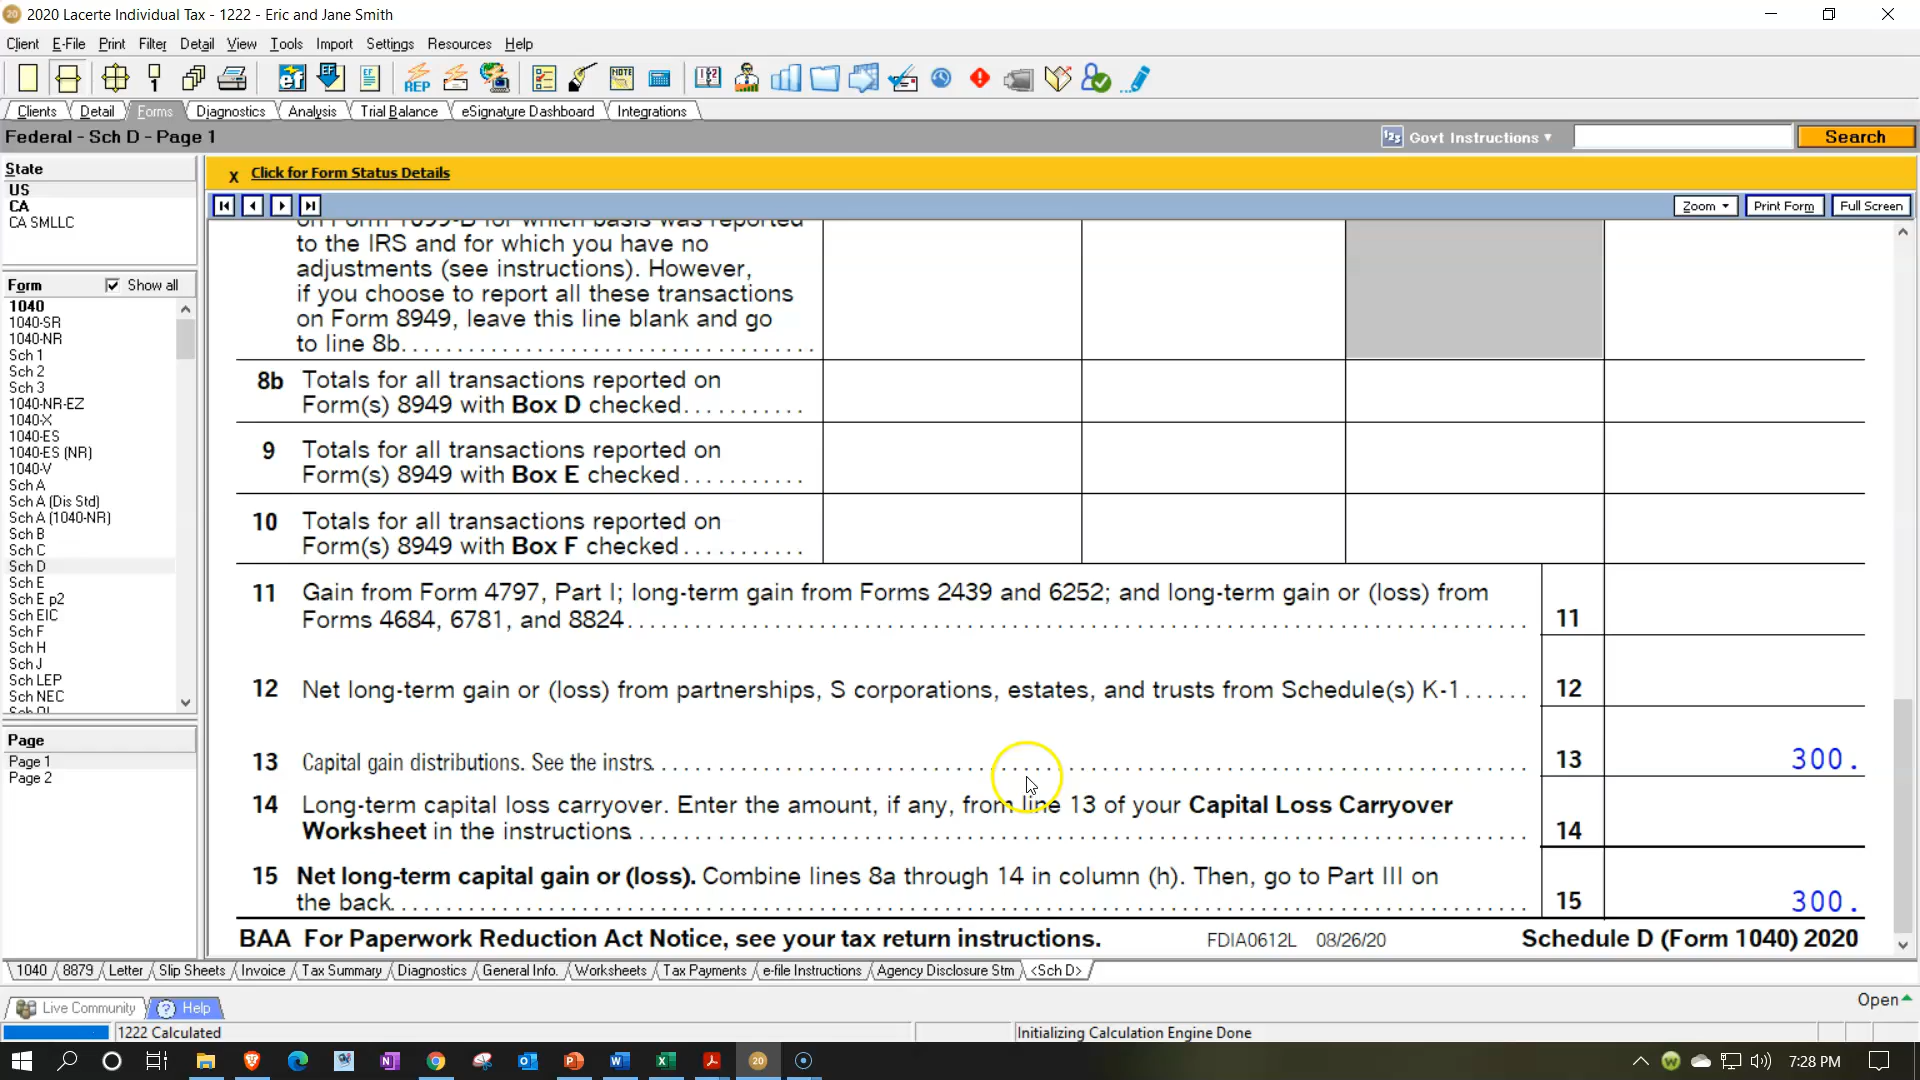 2020 Lacerte Individual Tax - 1222 - Eric and Jane Smith
Client E-File Print Filter Detail View Tools Import Settings Resources Help
Clients Detail Forms Diagnostics Analysis Trial Balance eSignature Dashboard Integrations
Federal - Sch D - Page 1
Govt Instructions
Search
State
US
CA
CA SMLLC
x Click for Form Status Details
Zoom Print Form Full Screen
Form Show all
1040
1040-SR
1040-NR
Sch 1
Sch 2
Sch 3
1040-NR-EZ
1040-X
1040-ES
1040-ES (NR)
1040-V
Sch A
Sch A (Dis Std)
Sch A (1040-NR)
Sch B
Sch C
Sch D
Sch E
Sch E p2
Sch EIC
Sch F
Sch H
Sch J
Sch LEP
Sch NEC
Page
Page 1
Page 2
on Form 1099-B for which basis was reported
to the IRS and for which you have no
adjustments (see instructions). However,
if you choose to report all these transactions
on Form 8949, leave this line blank and go
to line 8b.
8b Totals for all transactions reported on
Form(s) 8949 with Box D checked.
9 Totals for all transactions reported on
Form(s) 8949 with Box E checked.
10 Totals for all transactions reported on
Form(s) 8949 with Box F checked.
11 Gain from Form 4797, Part I; long-term gain from Forms 2439 and 6252; and long-term gain or (loss) from
Forms 4684, 6781, and 8824. 11
12 Net long-term gain or (loss) from partnerships, S corporations, estates, and trusts from Schedule(s) K-1. 12
13 Capital gain distributions. See the instrs. 13 300.
14 Long-term capital loss carryover. Enter the amount, if any, from line 13 of your Capital Loss Carryover
Worksheet in the instructions. 14
15 Net long-term capital gain or (loss). Combine lines 8a through 14 in column (h). Then, go to Part III on
the back. 15 300.
BAA For Paperwork Reduction Act Notice, see your tax return instructions. FDIA0612L 08/26/20 Schedule D (Form 1040) 2020
1040 8879 Letter Slip Sheets Invoice Tax Summary Diagnostics General Info. Worksheets Tax Payments e-file Instructions Agency Disclosure Stm <Sch D>
Live Community Help Open
1222 Calculated Initializing Calculation Engine Done
7:28 PM